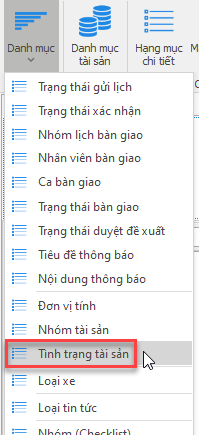 Danh mục
Danh mục
tài sản
Hạng mục
chi tiết
Trạng thái gửi lịch
Trạng thái xác nhận
Nhóm lịch bàn giao
Nhân viên bàn giao
Ca bàn giao
Trạng thái bàn giao
Trạng thái duyệt đề xuất
Tiêu đề thông báo
Nội dung thông báo
Đơn vị tính
Nhóm tài sản
Tình trạng tài sản
Loại xe
Loại tin tức
Nhóm (Checklist)